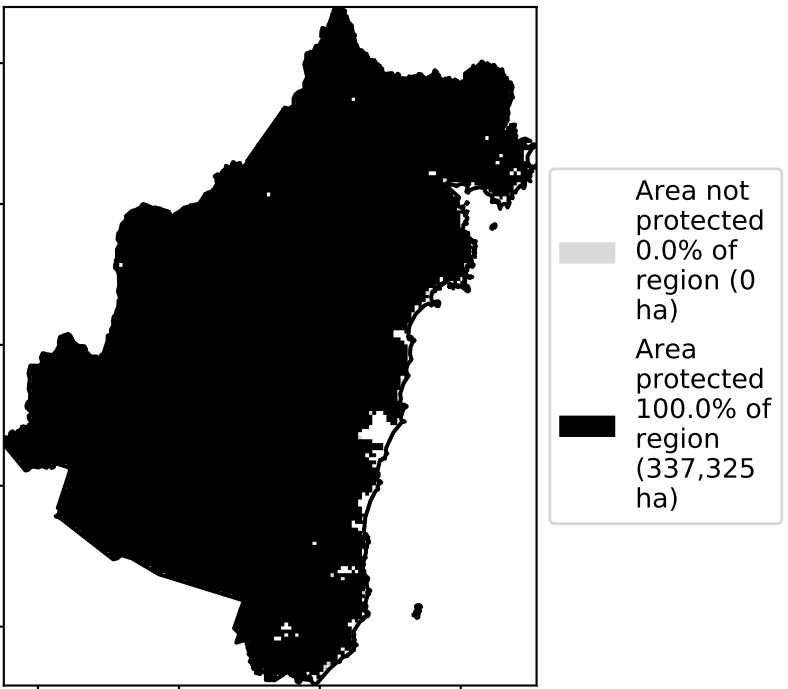 Area not
protected
0.0% of
region (0
ha)
Area
protected
100.0% of
region
(337,325
ha)